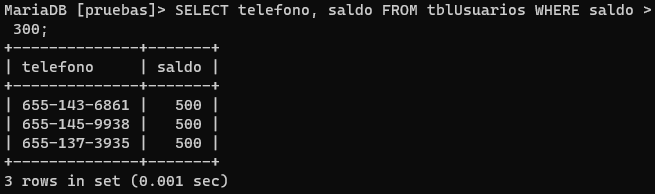 MariaDB [pruebas]> SELECT telefono, saldo FROM tblUsuarios WHERE saldo >
 300;
+--------------+-------+
| telefono     | saldo |
+--------------+-------+
| 655-143-6861 |   500 |
| 655-145-9938 |   500 |
| 655-137-3935 |   500 |
+--------------+-------+
3 rows in set (0.001 sec)